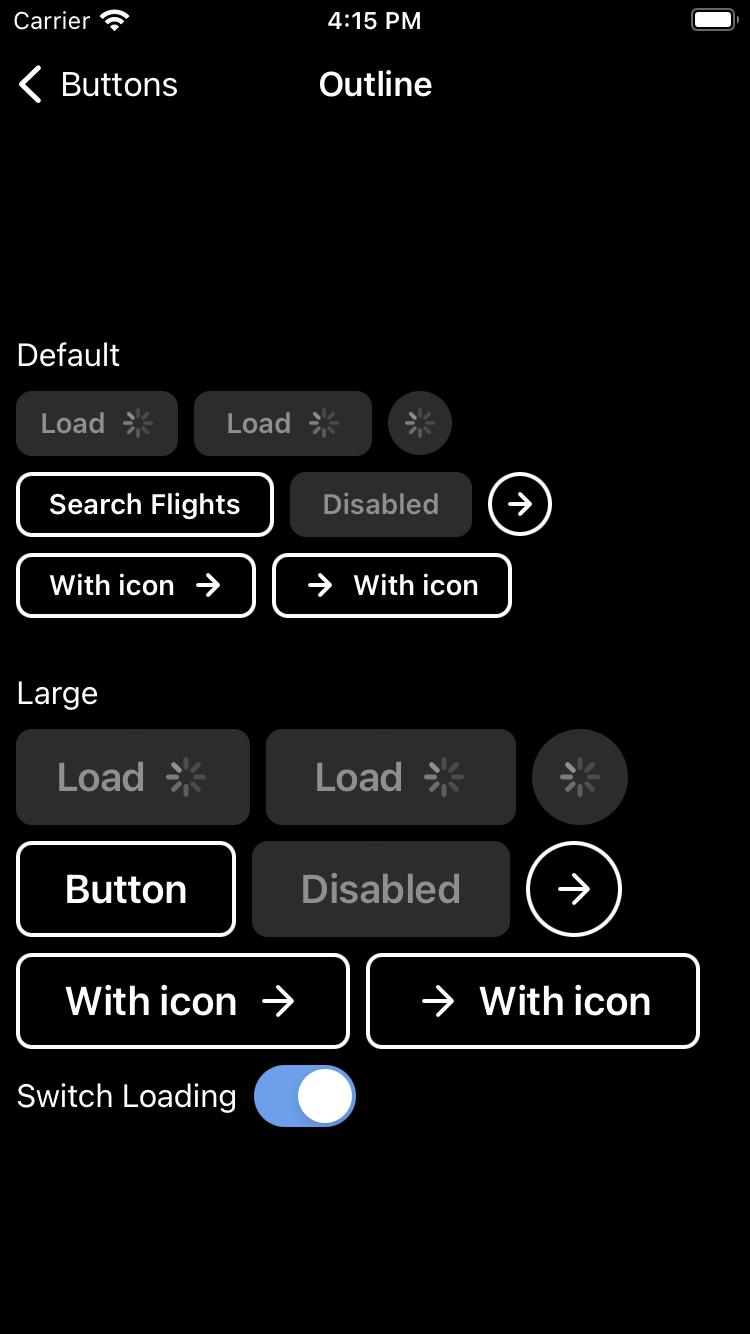 Carrier 4:15 PM
Buttons Outline
Default
Load Load
Search Flights Disabled
With icon With icon
Large
Load Load
Button Disabled
With icon With icon
Switch Loading